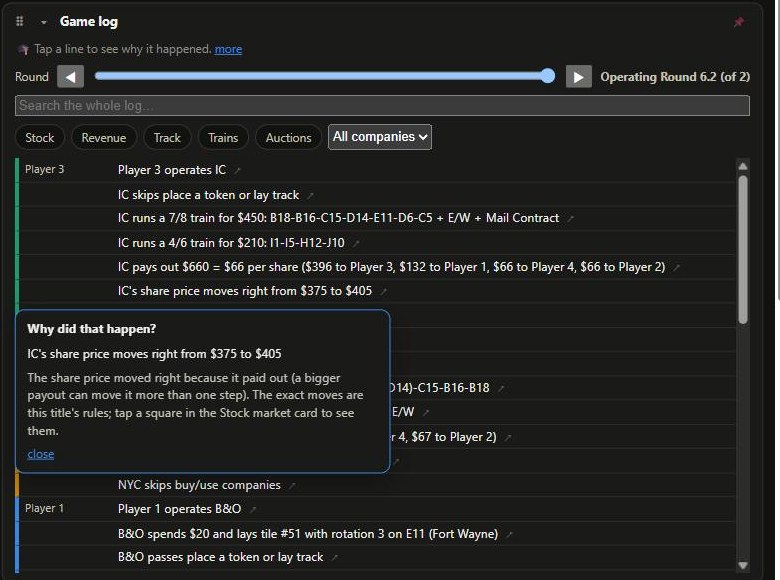 Game log
Tap a line to see why it happened. more
Round Operating Round 6.2 (of 2)
Search the whole log...
Stock Revenue Track Trains Auctions All companies
Player 3 Player 3 operates IC
IC skips place a token or lay track
IC runs a 7/8 train for $450: B18-B16-C15-D14-E11-D6-C5 + E/W + Mail Contract
IC runs a 4/6 train for $210: I1-I5-H12-J10
IC pays out $660 = $66 per share ($396 to Player 3, $132 to Player 1, $66 to Player 4, $66 to Player 2)
IC's share price moves right from $375 to $405
Why did that happen?
IC's share price moves right from $375 to $405
The share price moved right because it paid out (a bigger
payout can move it more than one step). The exact moves are
this title's rules; tap a square in the Stock market card to see
them.
close
D14)-C15-B16-B18
E/W
4, $67 to Player 2)
NYC skips buy/use companies
Player 1 Player 1 operates B&O
B&O spends $20 and lays tile #51 with rotation 3 on E11 (Fort Wayne)
B&O passes place a token or lay track